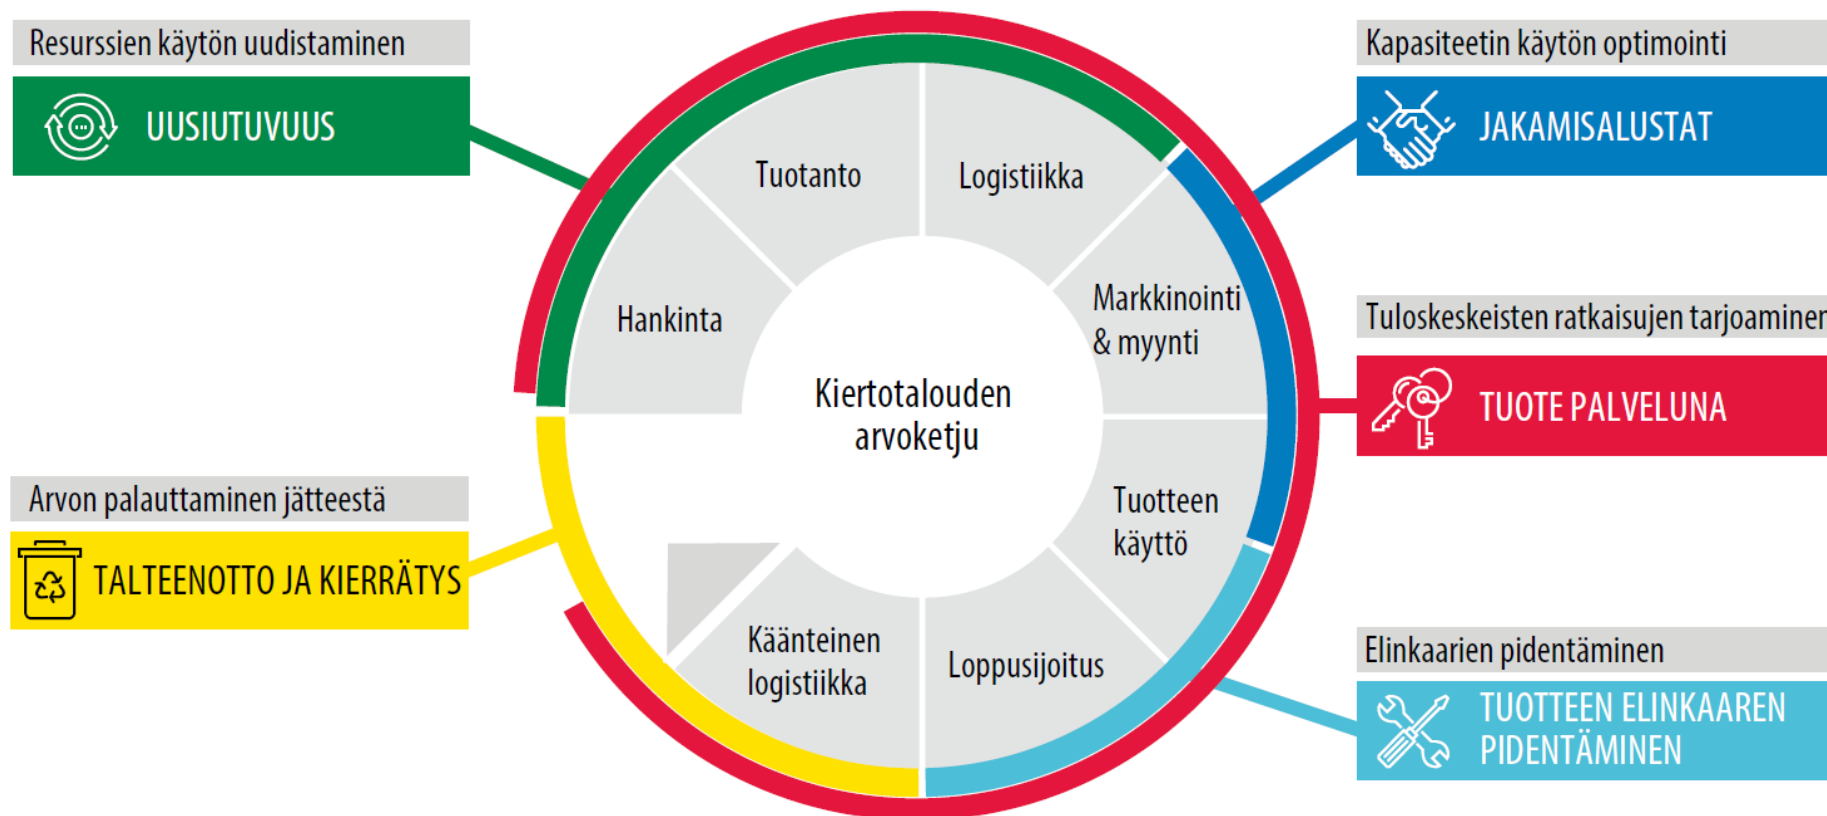 Resurssien käytön uudistaminen
UUSIUTUVUUS
Kapasiteetin käytön optimointi
JAKAMISALUSTAT
Tuotanto
Logistiikka
Hankinta
Markkinointi
& myynti
Tuloskeskeisten ratkaisujen tarjoaminen
TUOTE PALVELUNA
Kiertotalouden
arvoketju
Arvon palauttaminen jätteestä
TALTEENOTTO JA KIERRÄTYS
Tuotteen
käyttö
Käänteinen
logistiikka
Loppusijoitus
Elinkaarien pidentäminen
TUOTTEEN ELINKAAREN
PIDENTÄMINEN